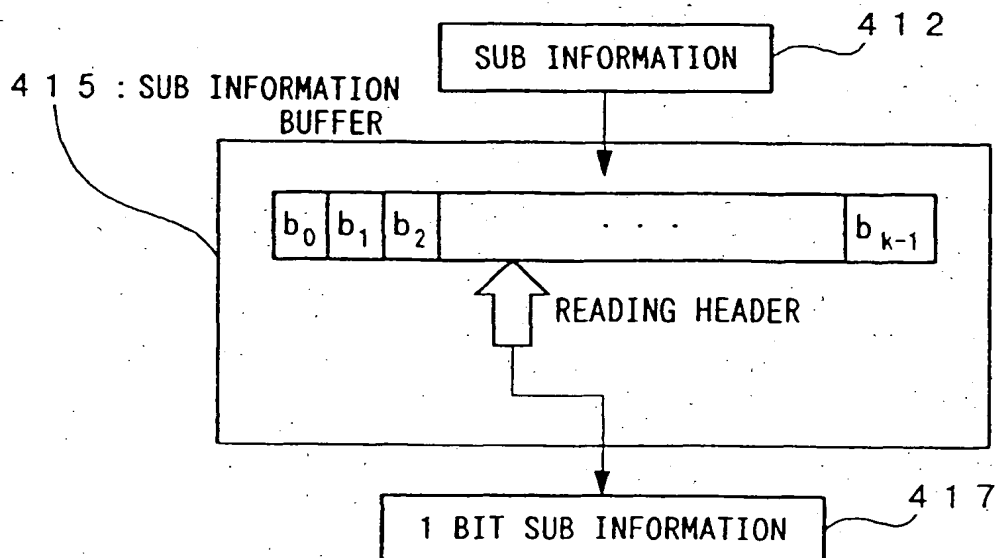 4 1 2
SUB INFORMATION
4 1 5 : SUB INFORMATION
BUFFER
b0 b1 b2 · · · bk-1
READING HEADER
4 1 7
1 BIT SUB INFORMATION